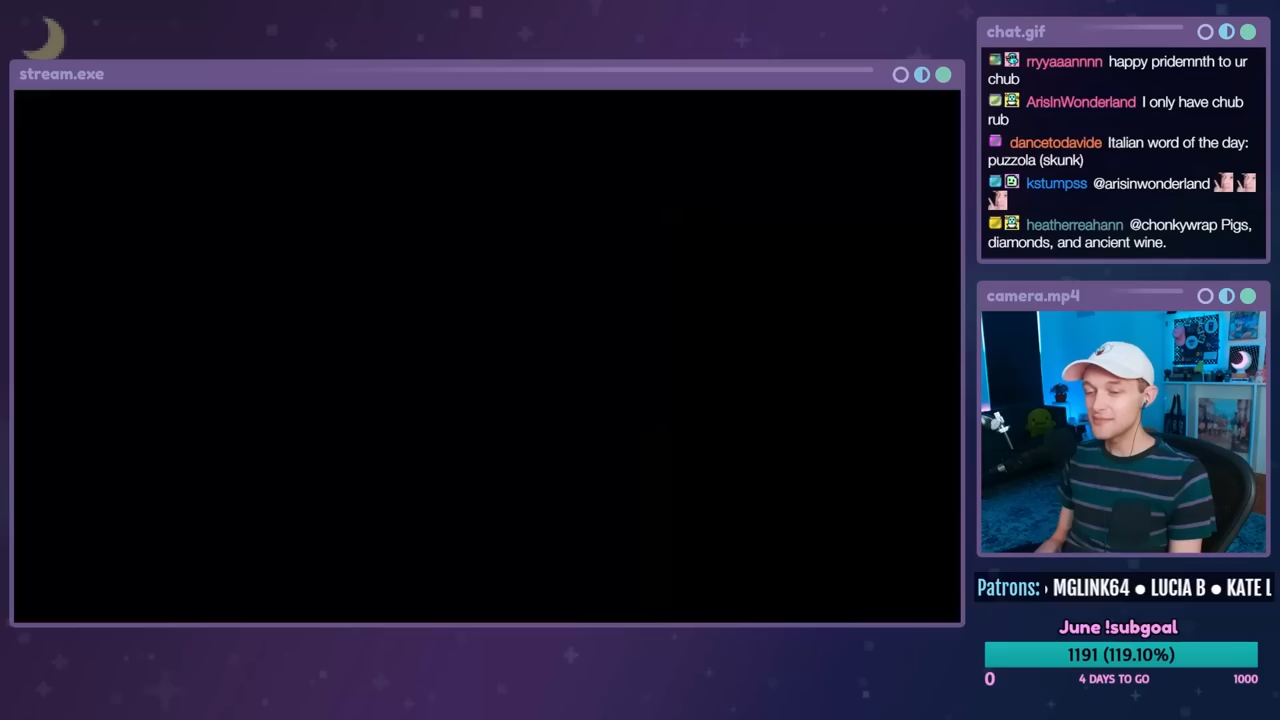 stream.exe
chat.gif
rryyaaannnn happy pridemnth to ur
chub
ArisInWonderland I only have chub
rub
dancetodavide Italian word of the day:
puzzola (skunk)
kstumpss @arisinwonderland
heatherreahann @chonkywrap Pigs,
diamonds, and ancient wine.
camera.mp4
Patrons: MGLINK64 ● LUCIA B ● KATE L
June !subgoal
1191 (119.10%)
0 4 DAYS TO GO 1000